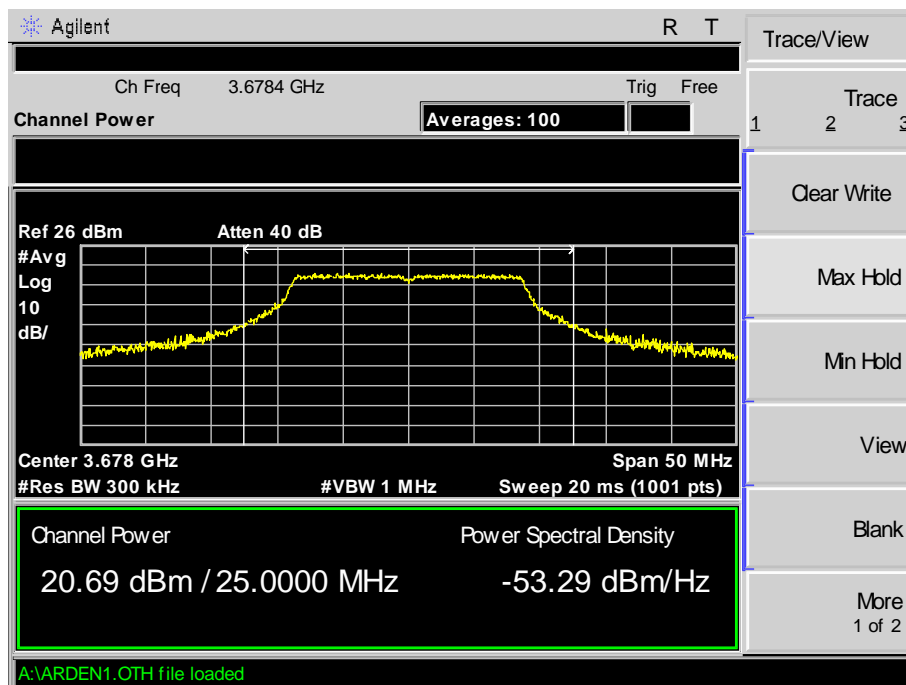 Agilent R T
Ch Freq 3.6784 GHz Trig Free
Channel Power Averages: 100
Ref 26 dBm Atten 40 dB
#Avg
Log
10
dB/
Center 3.678 GHz Span 50 MHz
#Res BW 300 kHz #VBW 1 MHz Sweep 20 ms (1001 pts)
Channel Power Power Spectral Density
20.69 dBm / 25.0000 MHz -53.29 dBm/Hz
A:\ARDEN1.OTH file loaded
Trace/View
Trace
1 2 3
Clear Write
Max Hold
Min Hold
View
Blank
More
1 of 2